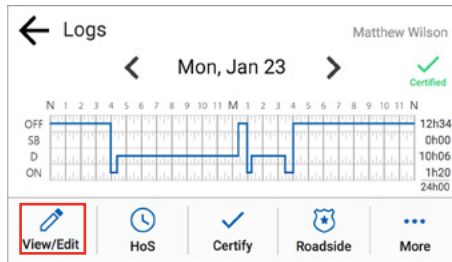 Logs
Matthew Wilson
Mon, Jan 23
Certified
N 1 2 3 4 5 6 7 8 9 10 11 M 1 2 3 4 5 6 7 8 9 10 11 N
OFF 12h34
SB 0h00
D 10h06
ON 1h20
24h00
View/Edit HoS Certify Roadside More